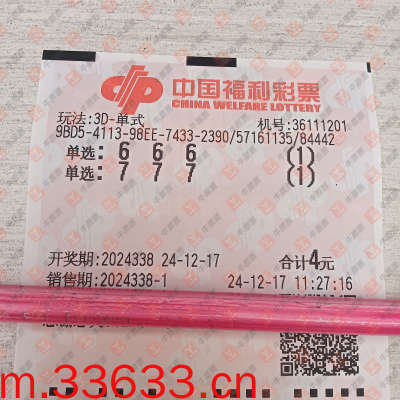 中国福利彩票
CHINA WELFARE LOTTERY
玩法:3D-单式 机号:36111201
9BD5-4113-98EE-7433-2390/57161135/84442
单选: 6 6 6 (1)
单选: 7 7 7 (1)
开奖期:2024338 24-12-17 合计4元
销售期:2024338-1 24-12-17 11:27:16
m.33633.cn